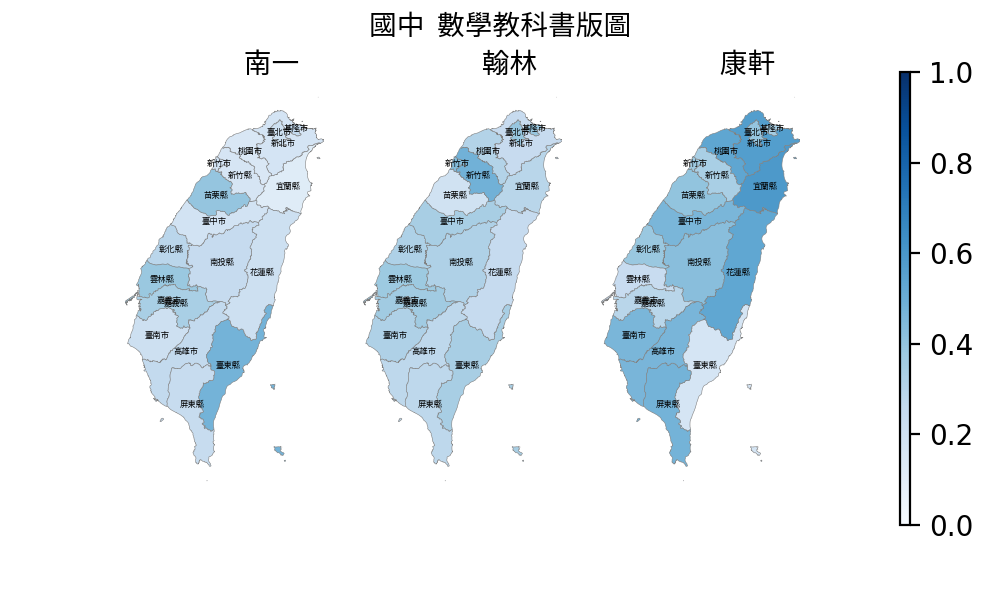 國中 數學教科書版圖
南一 翰林 康軒
臺北市 基隆市
新北市
桃園市
新竹市
新竹縣
宜蘭縣
苗栗縣
臺中市
彰化縣
南投縣
花蓮縣
雲林縣
嘉義市
嘉義縣
臺南市
高雄市
臺東縣
屏東縣
臺北市 基隆市
新北市
桃園市
新竹市
新竹縣
宜蘭縣
苗栗縣
臺中市
彰化縣
南投縣
花蓮縣
雲林縣
嘉義市
嘉義縣
臺南市
高雄市
臺東縣
屏東縣
臺北市 基隆市
新北市
桃園市
新竹市
新竹縣
宜蘭縣
苗栗縣
臺中市
彰化縣
南投縣
花蓮縣
雲林縣
嘉義市
嘉義縣
臺南市
高雄市
臺東縣
屏東縣
1.0
0.8
0.6
0.4
0.2
0.0